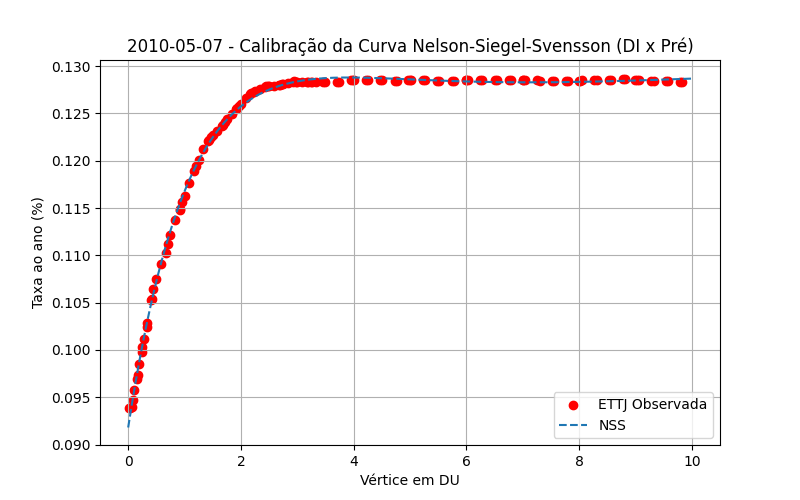 2010-05-07 - Calibração da Curva Nelson-Siegel-Svensson (DI x Pré)
0.130
0.125
0.120
0.115
0.110
0.105
0.100
0.095
0.090
Taxa ao ano (%)
ETTJ Observada
NSS
0 2 4 6 8 10
Vértice em DU